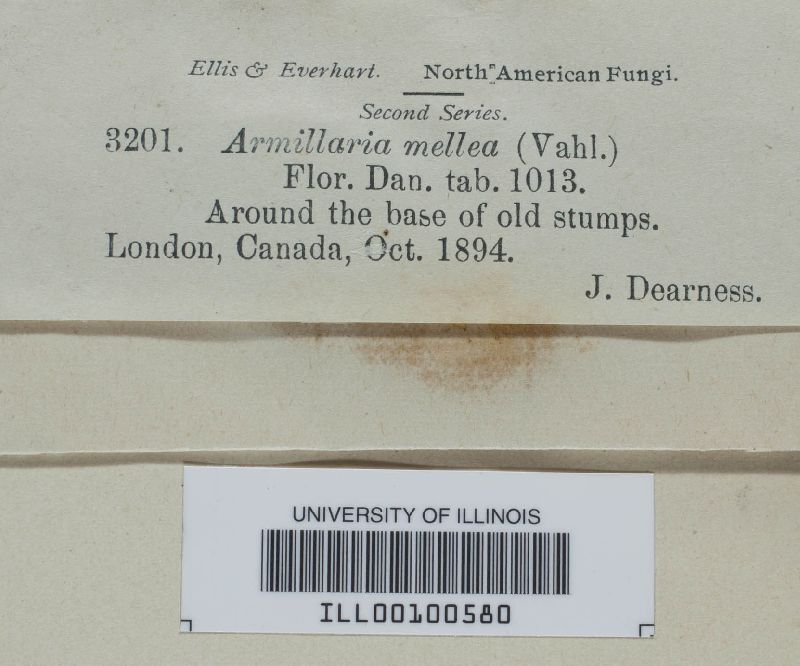 Ellis & Everhart. North American Fungi.
Second Series.
3201. Armillaria mellea (Vahl.)
Flor. Dan. tab. 1013.
Around the base of old stumps.
London, Canada, Oct. 1894.
J. Dearness.
UNIVERSITY OF ILLINOIS
ILL00100580